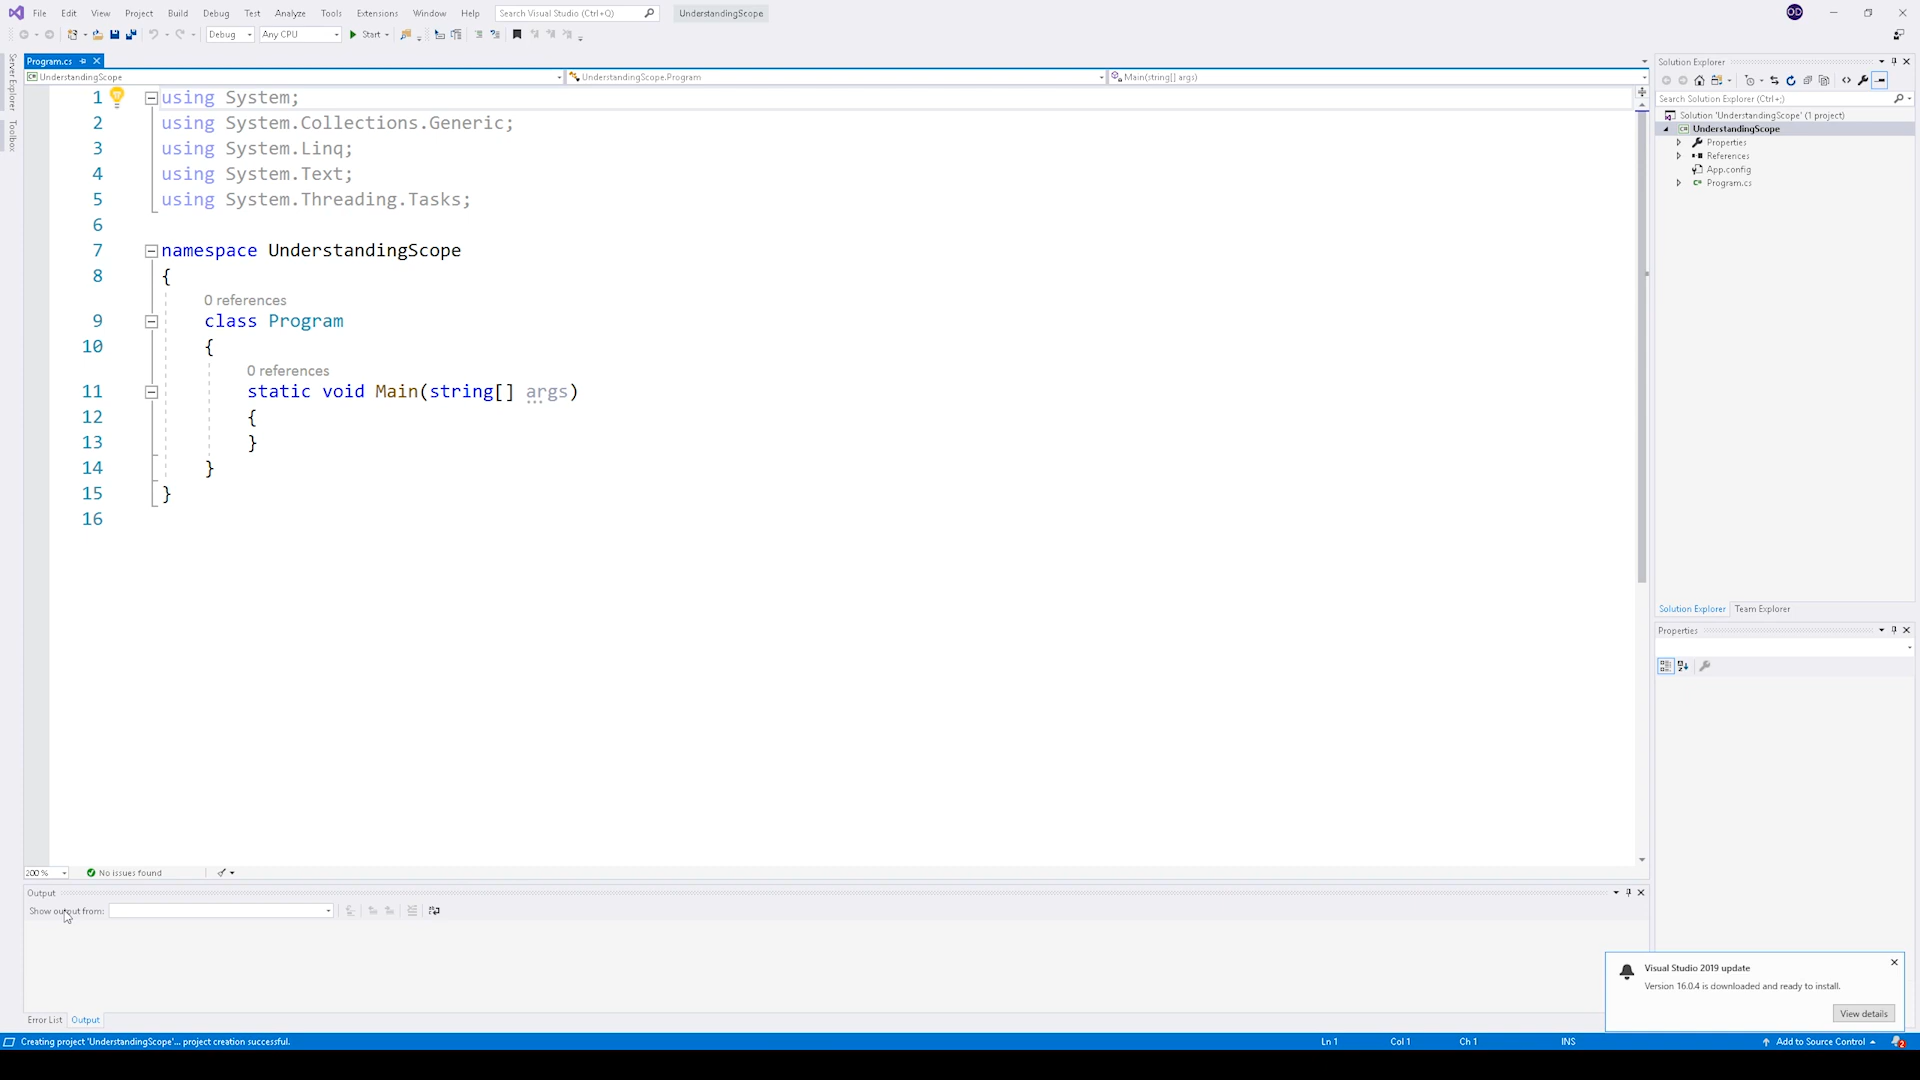 File Edit View Project Build Debug Test Analyze Tools Extensions Window Help Search Visual Studio (Ctrl+Q) UnderstandingScope OD
Debug Any CPU Start
Server Explorer
Toolbox
Program.cs
UnderstandingScope UnderstandingScope.Program Main(string[] args)
1 using System;
2 using System.Collections.Generic;
3 using System.Linq;
4 using System.Text;
5 using System.Threading.Tasks;
6
7 namespace UnderstandingScope
8 {
0 references
9 class Program
10 {
0 references
11 static void Main(string[] args)
12 {
13 }
14 }
15 }
16
200 % No issues found
Output
Show output from:
Error List Output
Solution Explorer
Search Solution Explorer (Ctrl+;)
Solution 'UnderstandingScope' (1 project)
UnderstandingScope
Properties
References
App.config
Program.cs
Solution Explorer Team Explorer
Properties
Visual Studio 2019 update
Version 16.0.4 is downloaded and ready to install.
View details
Creating project 'UnderstandingScope'... project creation successful. Ln 1 Col 1 Ch 1 INS Add to Source Control 2